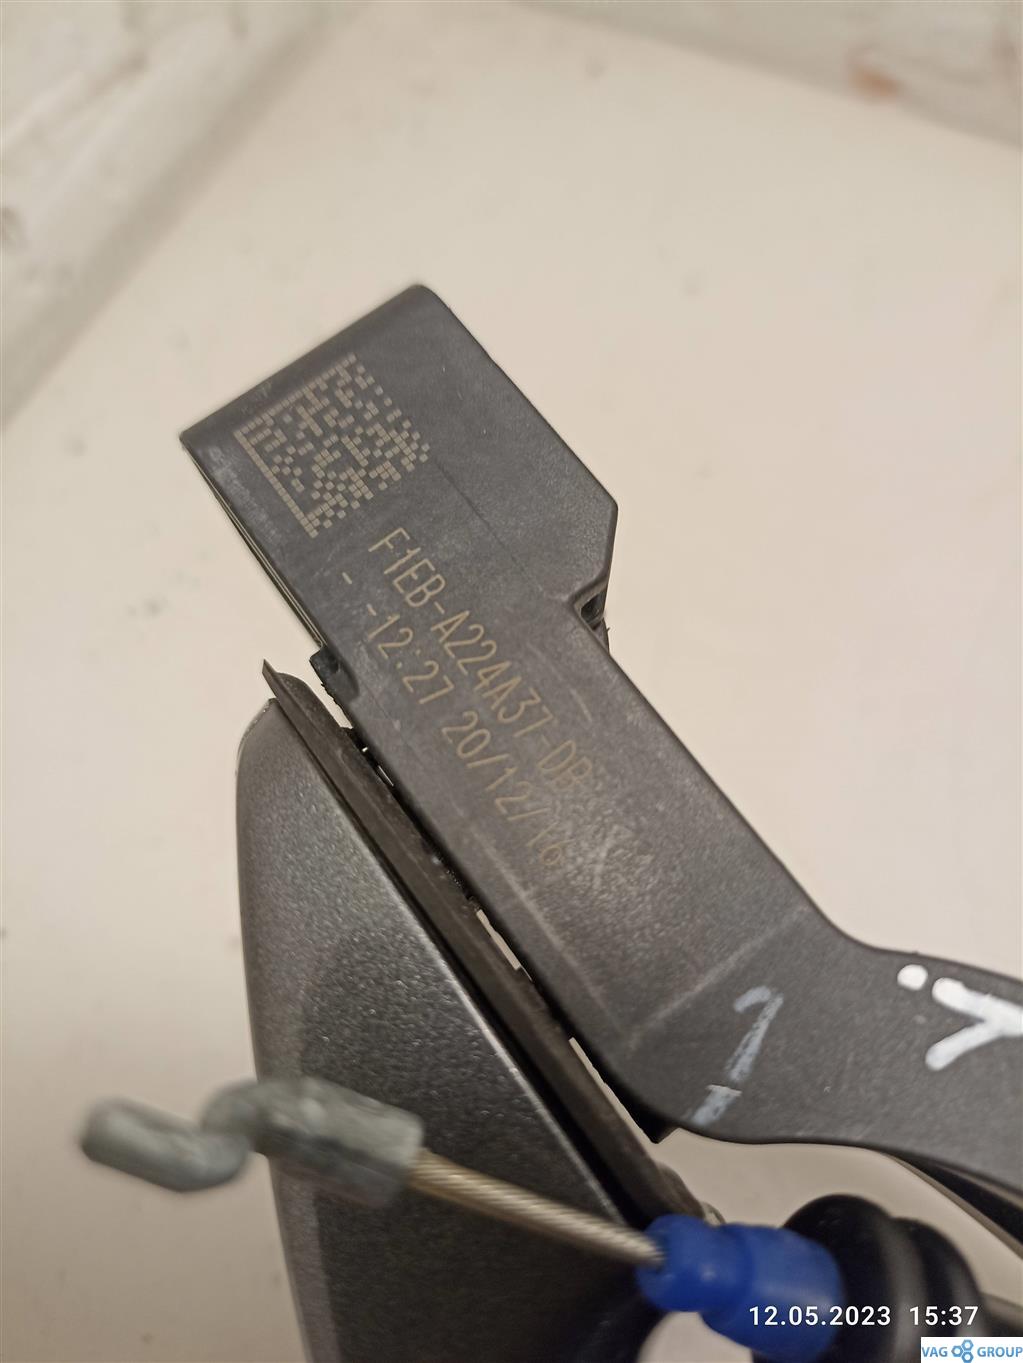 F1EB-A224A37-DB
- -12:27 20/12/16
12.05.2023 15:37
VAG GROUP